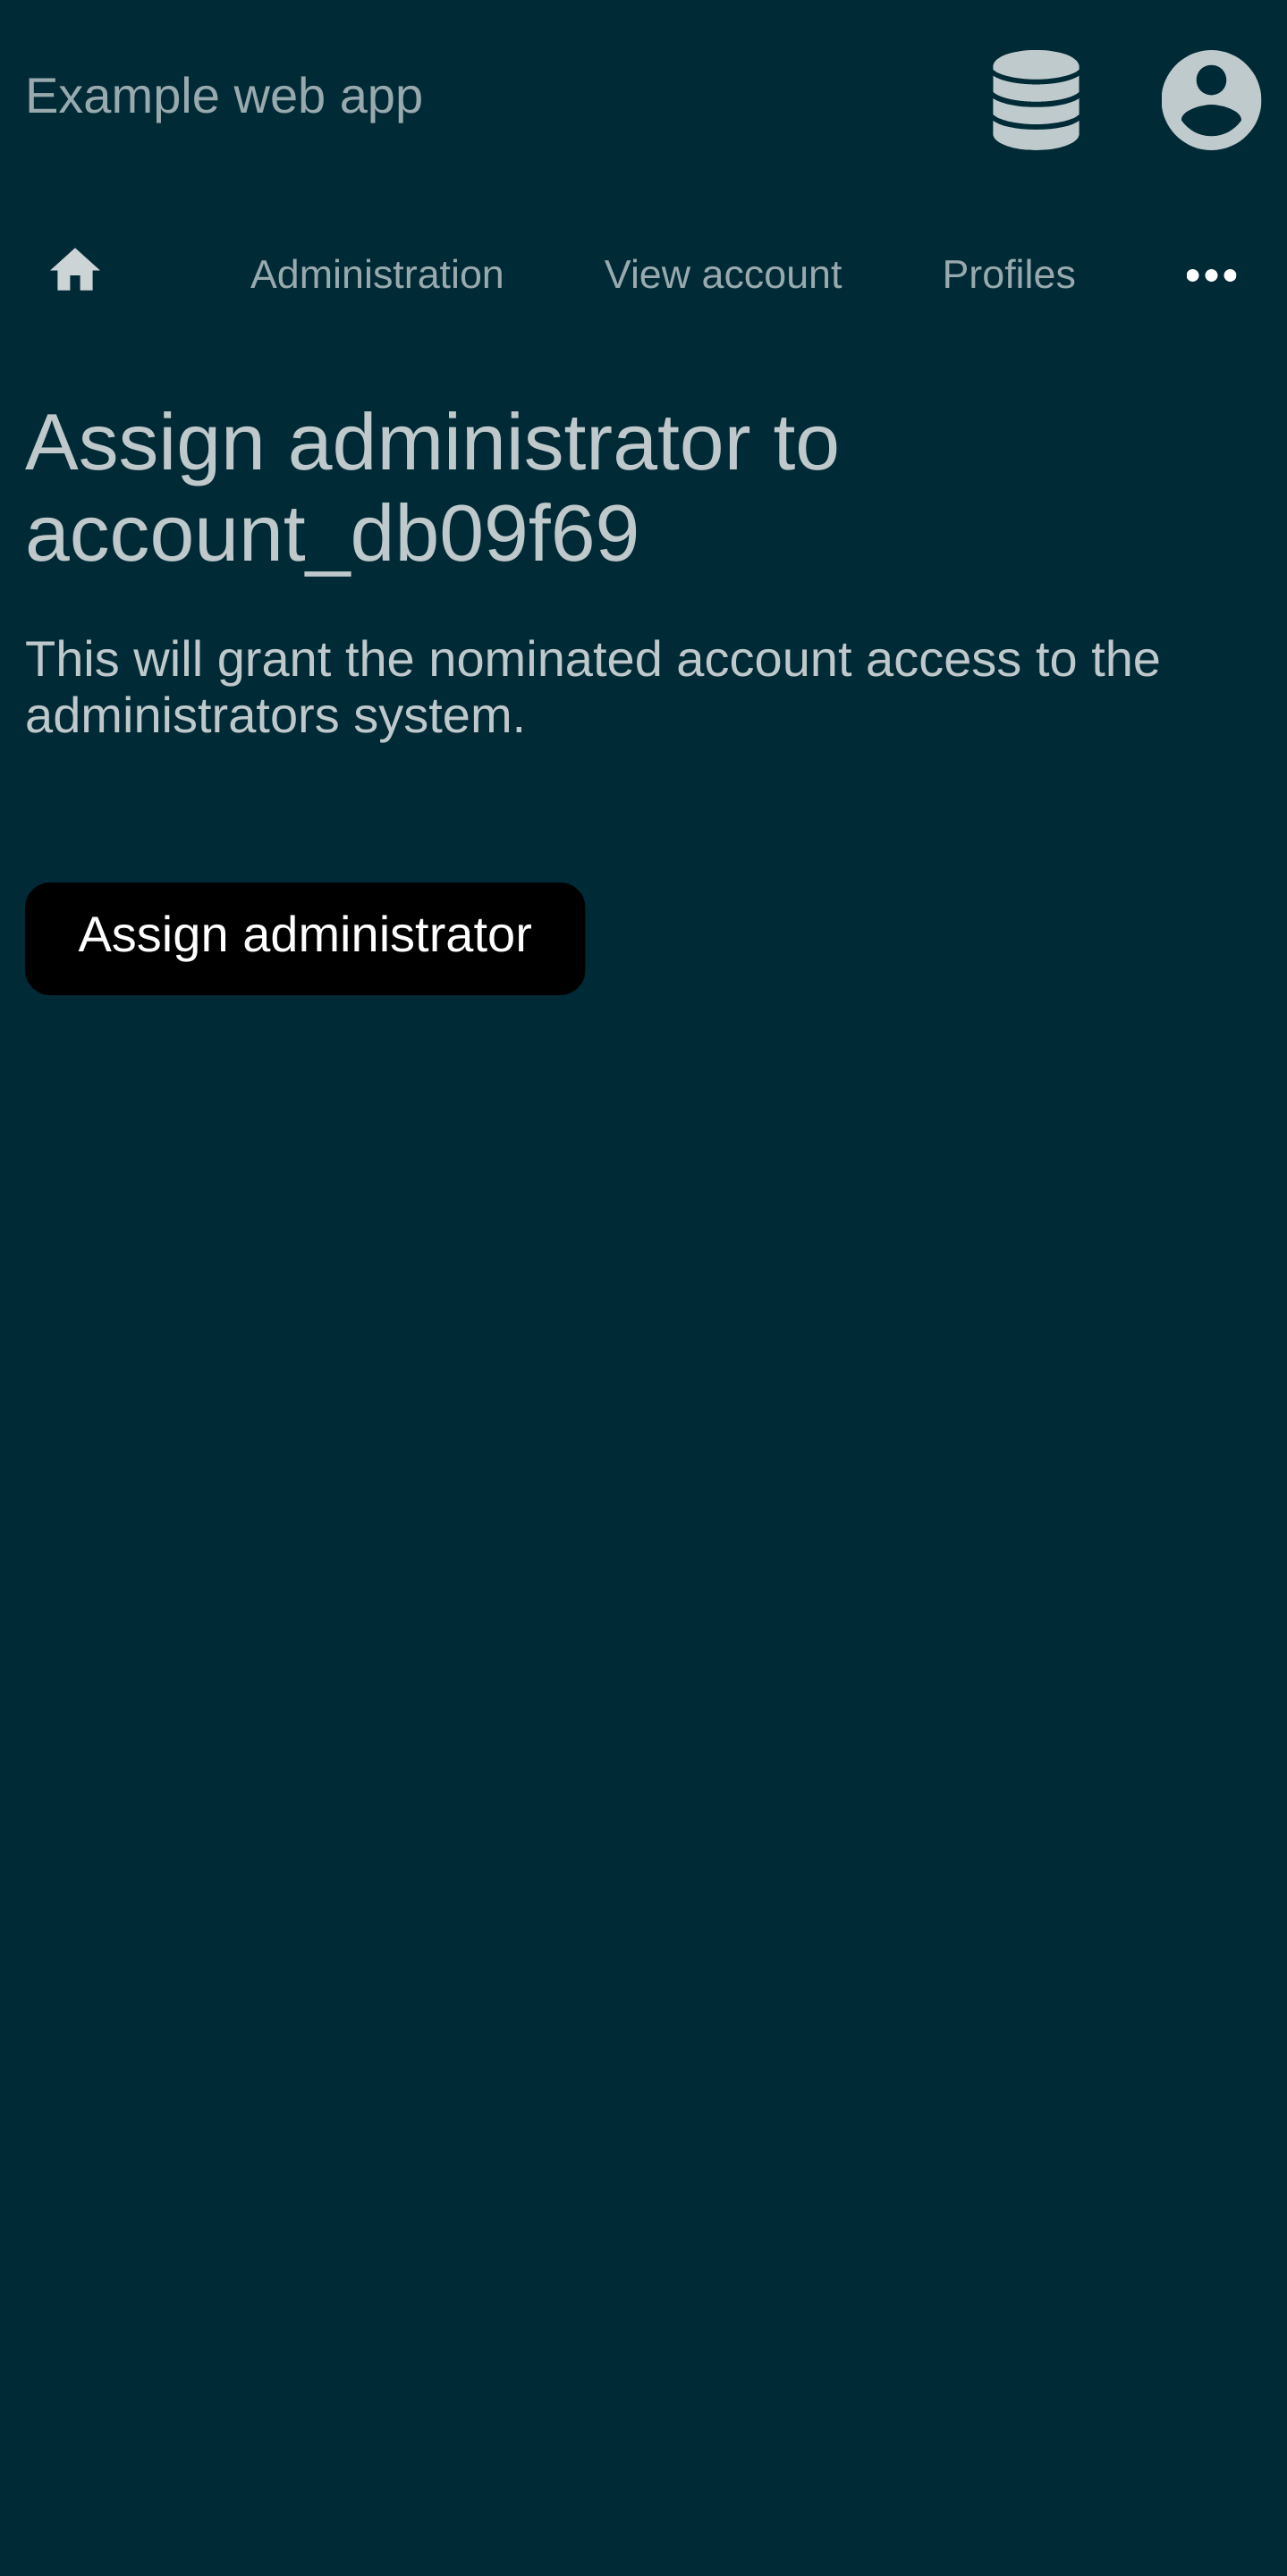 Example web app
Administration View account Profiles
Assign administrator to
account_db09f69
This will grant the nominated account access to the
administrators system.
Assign administrator